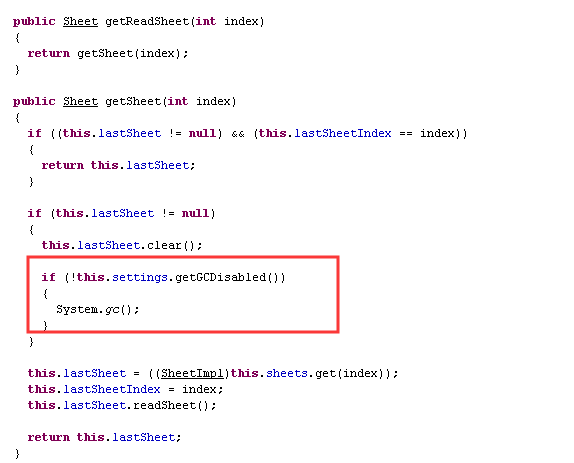 public Sheet getReadSheet(int index)
{
  return getSheet(index);
}

public Sheet getSheet(int index)
{
  if ((this.lastSheet != null) && (this.lastSheetIndex == index))
  {
    return this.lastSheet;
  }

  if (this.lastSheet != null)
  {
    this.lastSheet.clear();

    if (!this.settings.getGCDisabled())
    {
      System.gc();
    }
  }

  this.lastSheet = ((SheetImpl)this.sheets.get(index));
  this.lastSheetIndex = index;
  this.lastSheet.readSheet();

  return this.lastSheet;
}